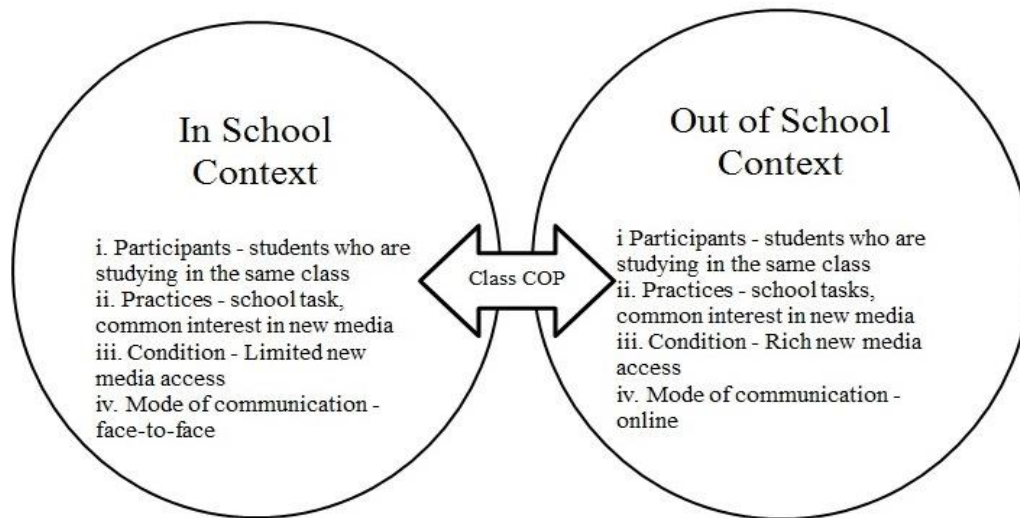 In School
Context
i. Participants - students who are
studying in the same class
ii. Practices - school task,
common interest in new media
iii. Condition - Limited new
media access
iv. Mode of communication -
face-to-face
Class COP
Out of School
Context
i Participants - students who are
studying in the same class
ii. Practices - school tasks,
common interest in new media
iii. Condition - Rich new media
access
iv. Mode of communication -
online